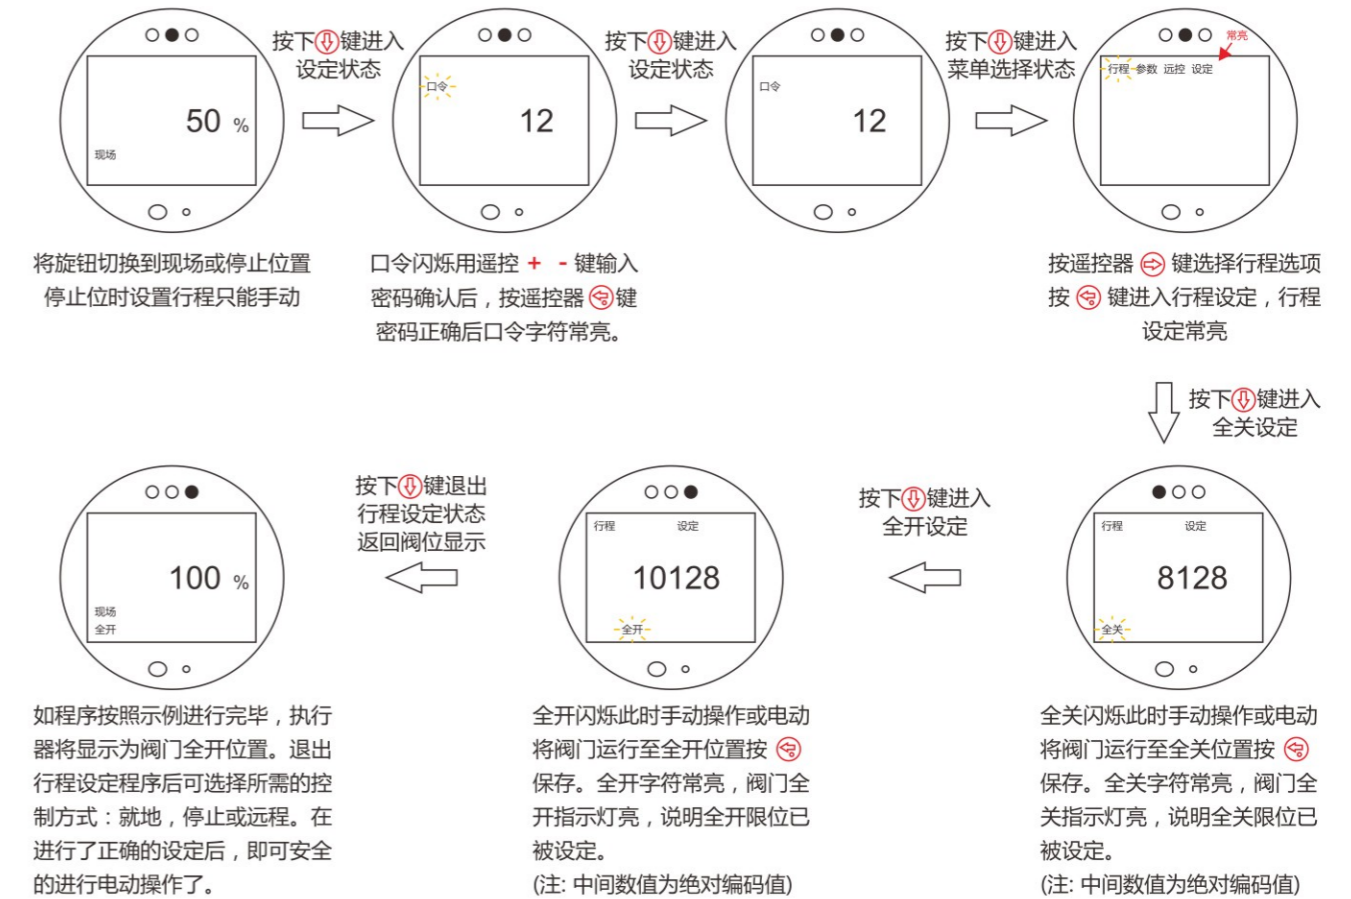 按下键进入
设定状态
50 %
现场
将旋钮切换到现场或停止位置
停止位时设置行程只能手动
按下键进入
设定状态
口令
12
口令闪烁用遥控 + - 键输入
密码确认后，按遥控器键
密码正确后口令字符常亮。
按下键进入
菜单选择状态
口令
12
常亮
行程 参数 远控 设定
按遥控器 键选择行程选项
按 键进入行程设定，行程
设定常亮
按下键进入
全关设定
行程 设定
8128
全关
全关闪烁此时手动操作或电动
将阀门运行至全关位置按
保存。全关字符常亮，阀门全
关指示灯亮，说明全关限位已
被设定。
(注: 中间数值为绝对编码值)
按下键进入
全开设定
行程 设定
10128
全开
全开闪烁此时手动操作或电动
将阀门运行至全开位置按
保存。全开字符常亮，阀门全
开指示灯亮，说明全开限位已
被设定。
(注: 中间数值为绝对编码值)
按下键退出
行程设定状态
返回阀位显示
100 %
现场
全开
如程序按照示例进行完毕，执行
器将显示为阀门全开位置。退出
行程设定程序后可选择所需的控
制方式：就地，停止或远程。在
进行了正确的设定后，即可安全
的进行电动操作了。